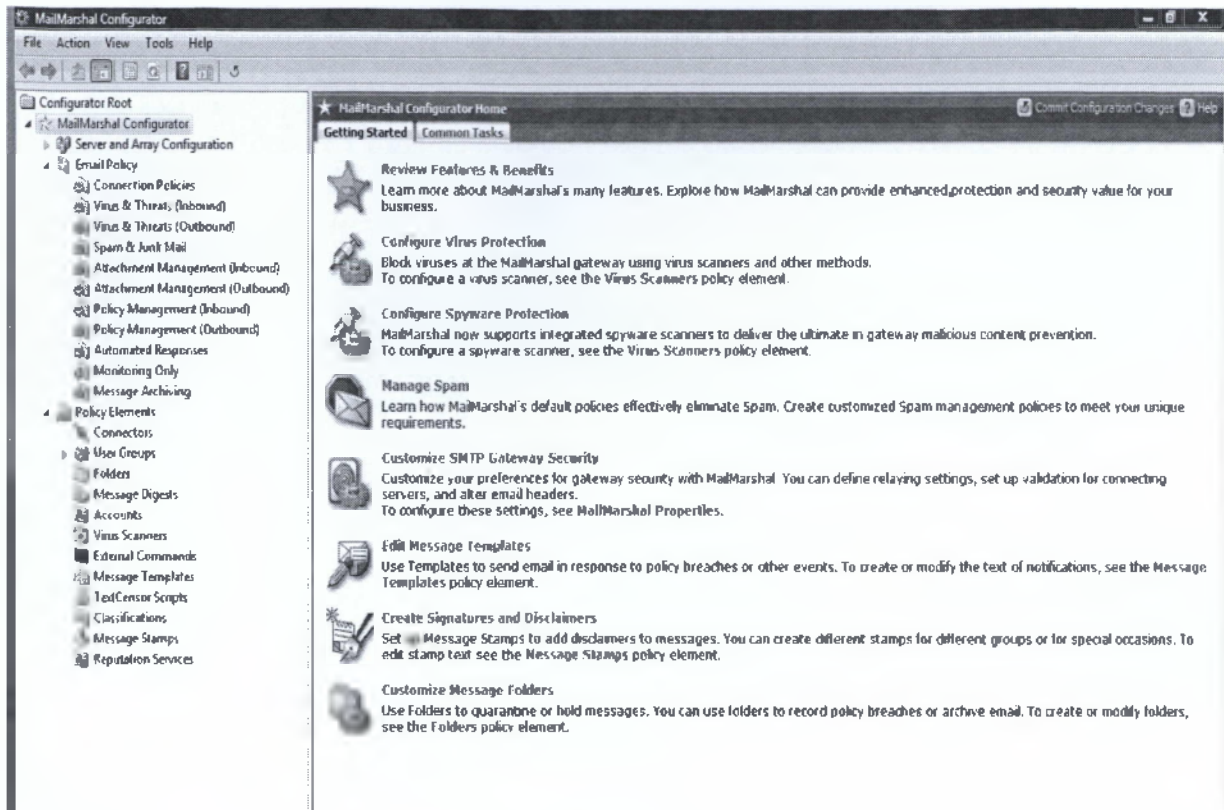 MailMarshal Configurator
File Action View Tools Help
Configurator Root
MailMarshal Configurator
Server and Array Configuration
Email Policy
Connection Policies
Virus & Threats (Inbound)
Virus & Threats (Outbound)
Spam & Junk Mail
Attachment Management (Inbound)
Attachment Management (Outbound)
Policy Management (Inbound)
Policy Management (Outbound)
Automated Responses
Monitoring Only
Message Archiving
Policy Elements
Connectors
User Groups
Folders
Message Digests
Accounts
Virus Scanners
External Commands
Message Templates
TextCensor Scripts
Classifications
Message Stamps
Reputation Services
MailMarshal Configurator Home
Commit Configuration Changes Help
Getting Started Common Tasks
Review Features & Benefits
Learn more about MailMarshal's many features. Explore how MailMarshal can provide enhanced protection and security value for your
business.
Configure Virus Protection
Block viruses at the MailMarshal gateway using virus scanners and other methods.
To configure a virus scanner, see the Virus Scanners policy element.
Configure Spyware Protection
MailMarshal now supports integrated spyware scanners to deliver the ultimate in gateway malicious content prevention.
To configure a spyware scanner, see the Virus Scanners policy element.
Manage Spam
Learn how MailMarshal's default policies effectively eliminate Spam. Create customized Spam management policies to meet your unique
requirements.
Customize SMTP Gateway Security
Customize your preferences for gateway security with MailMarshal. You can define relaying settings, set up validation for connecting
servers, and alter email headers.
To configure these settings, see MailMarshal Properties.
Edit Message Templates
Use Templates to send email in response to policy breaches or other events. To create or modify the text of notifications, see the Message
Templates policy element.
Create Signatures and Disclaimers
Set Message Stamps to add disclaimers to messages. You can create different stamps for different groups or for special occasions. To
edit stamp text see the Message Stamps policy element.
Customize Message Folders
Use Folders to quarantine or hold messages. You can use folders to record policy breaches or archive email. To create or modify folders,
see the Folders policy element.